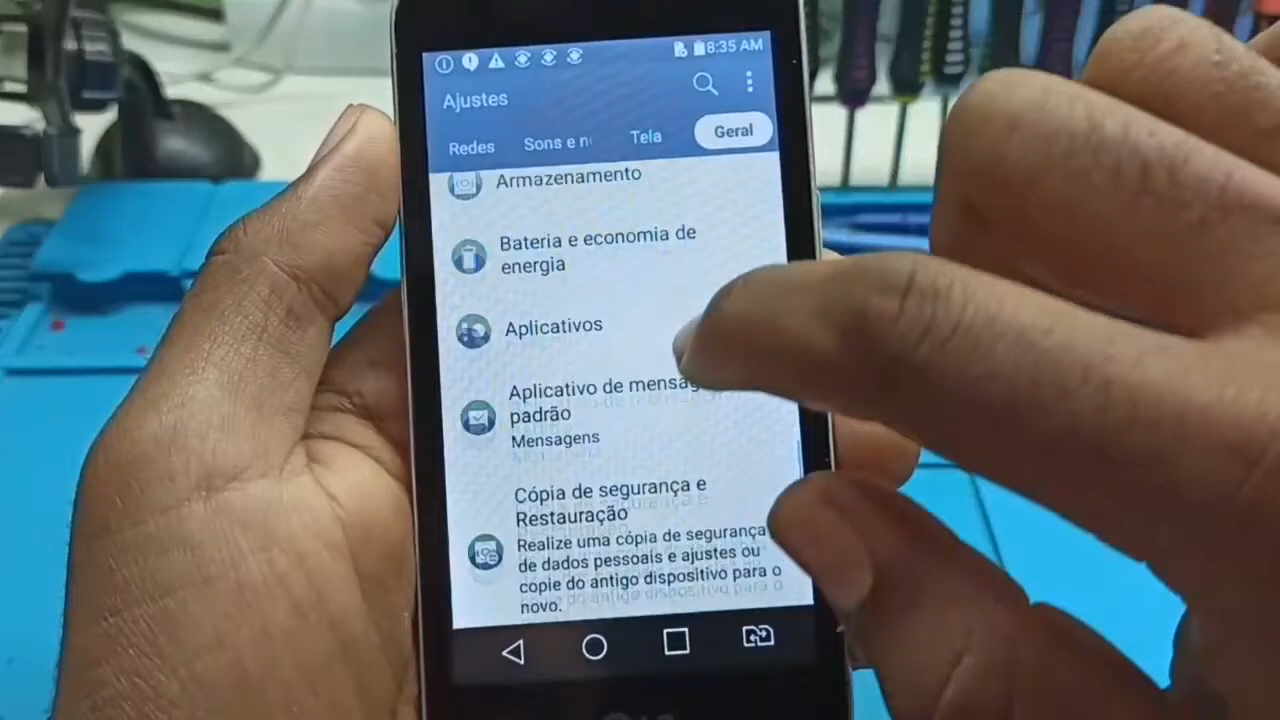 8:35 AM
Ajustes
Redes
Sons e n
Tela
Geral
Armazenamento
Bateria e economia de
energia
Aplicativos
Aplicativo de mensag
padrão
Mensagens
Cópia de segurança e
Restauração
Realize uma cópia de segurança
de dados pessoais e ajustes ou
copie do antigo dispositivo para o
novo.